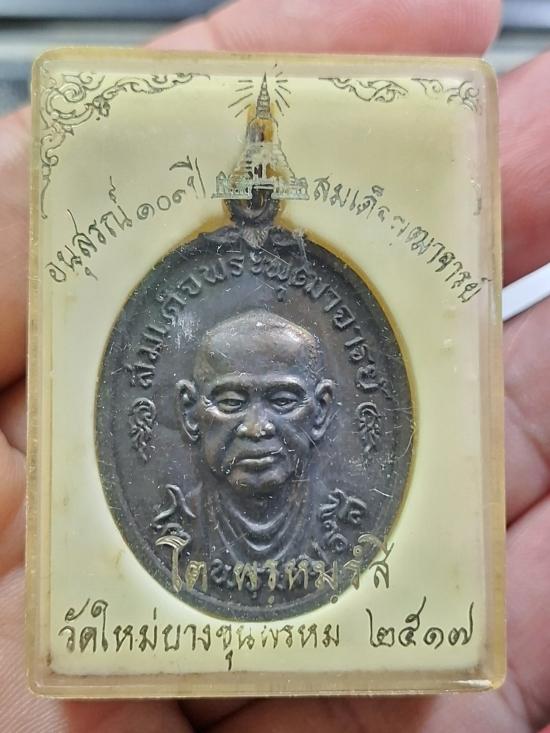 อนุสรณ์ ๑๐๑ ปี สมเด็จพุฒาจารย์
สมเด็จพระพุฒาจารย์
โต พรหมรํสี
วัดใหม่บางขุนพรหม ๒๕๑๗